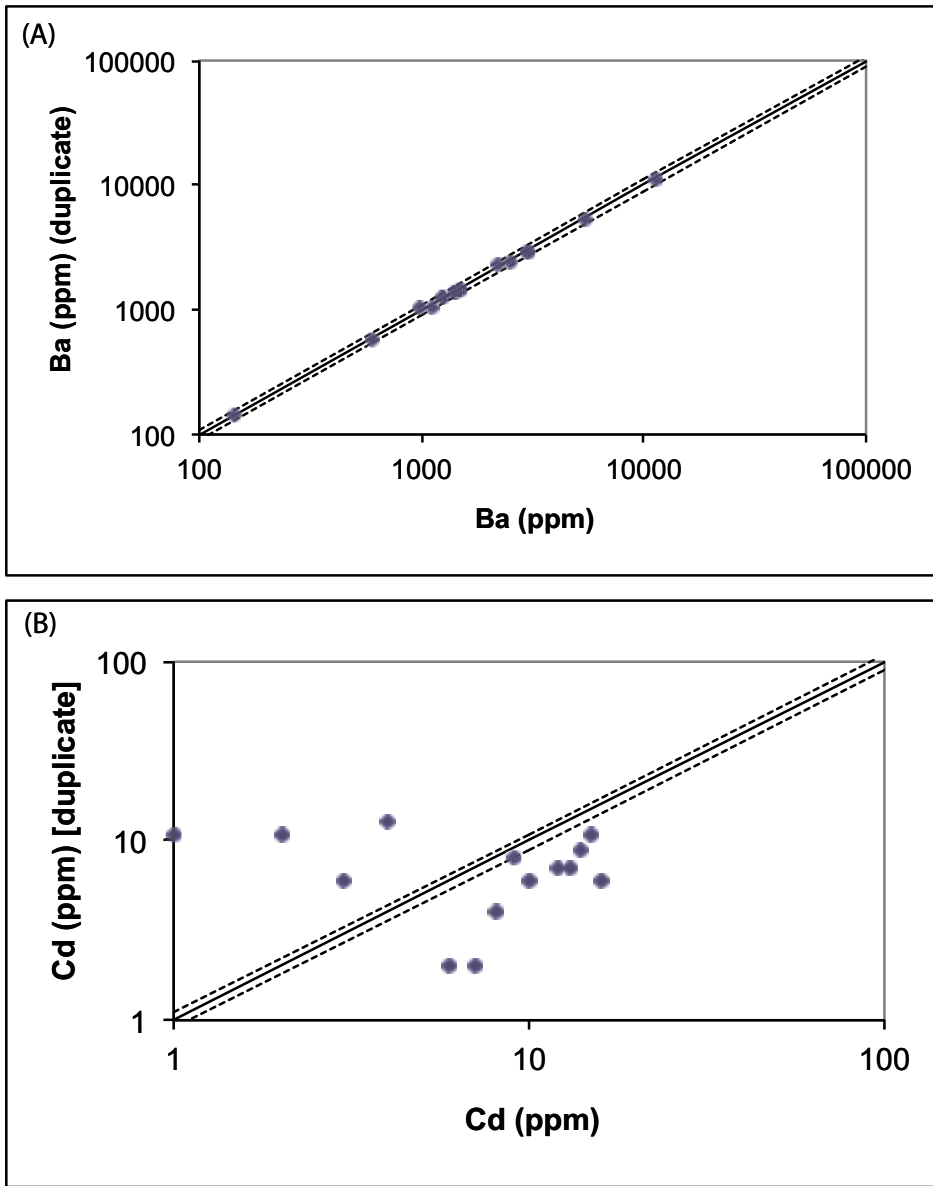 (A)
100000
10000
1000
100
Ba (ppm) (duplicate)
100 1000 10000 100000
Ba (ppm)
(B)
100
10
1
Cd (ppm) [duplicate]
1 10 100
Cd (ppm)